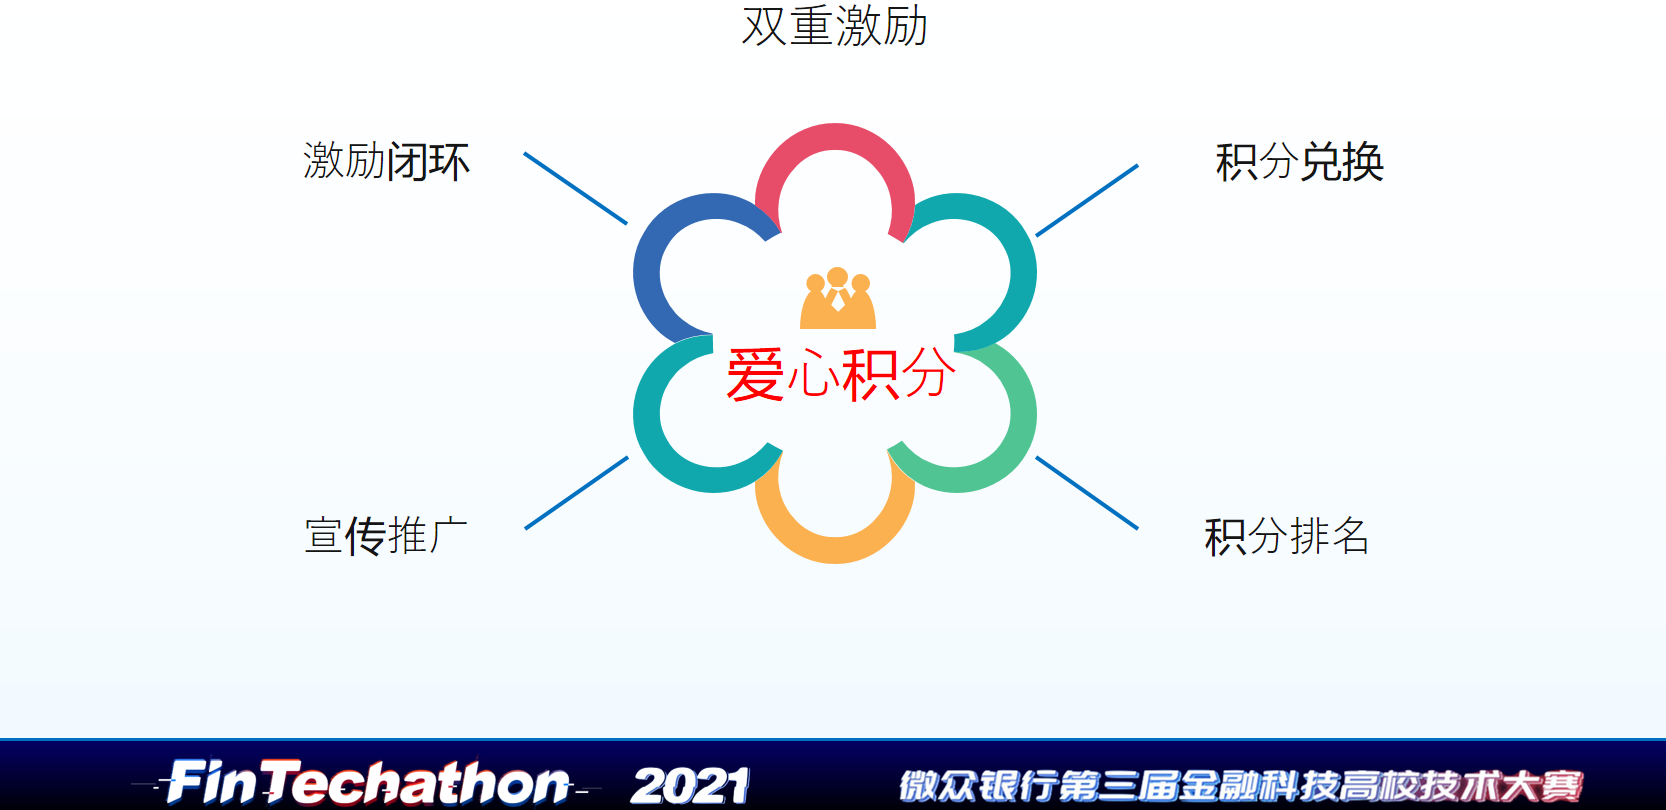 双重激励
激励闭环
积分兑换
爱心积分
宣传推广
积分排名
FinTechathon 2021
微众银行第三届金融科技高校技术大赛